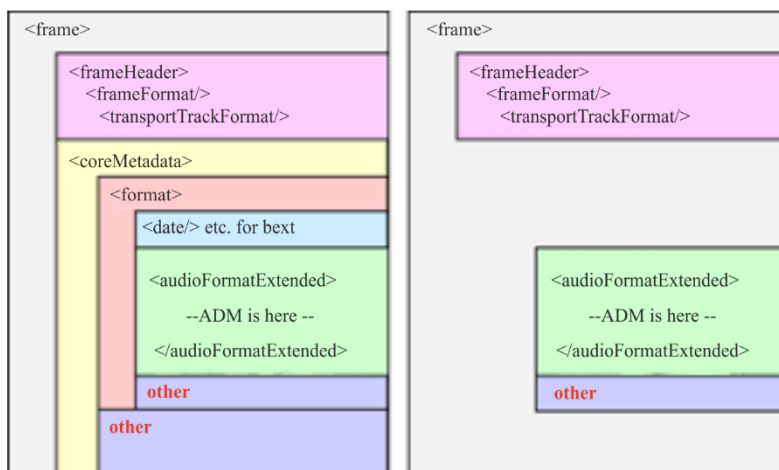 <frame>
<frameHeader>
<frameFormat/>
<transportTrackFormat/>
<coreMetadata>
<format>
<date/> etc. for bext
<audioFormatExtended>
--ADM is here --
</audioFormatExtended>
other
other
<frame>
<frameHeader>
<frameFormat/>
<transportTrackFormat/>
<audioFormatExtended>
--ADM is here --
</audioFormatExtended>
other